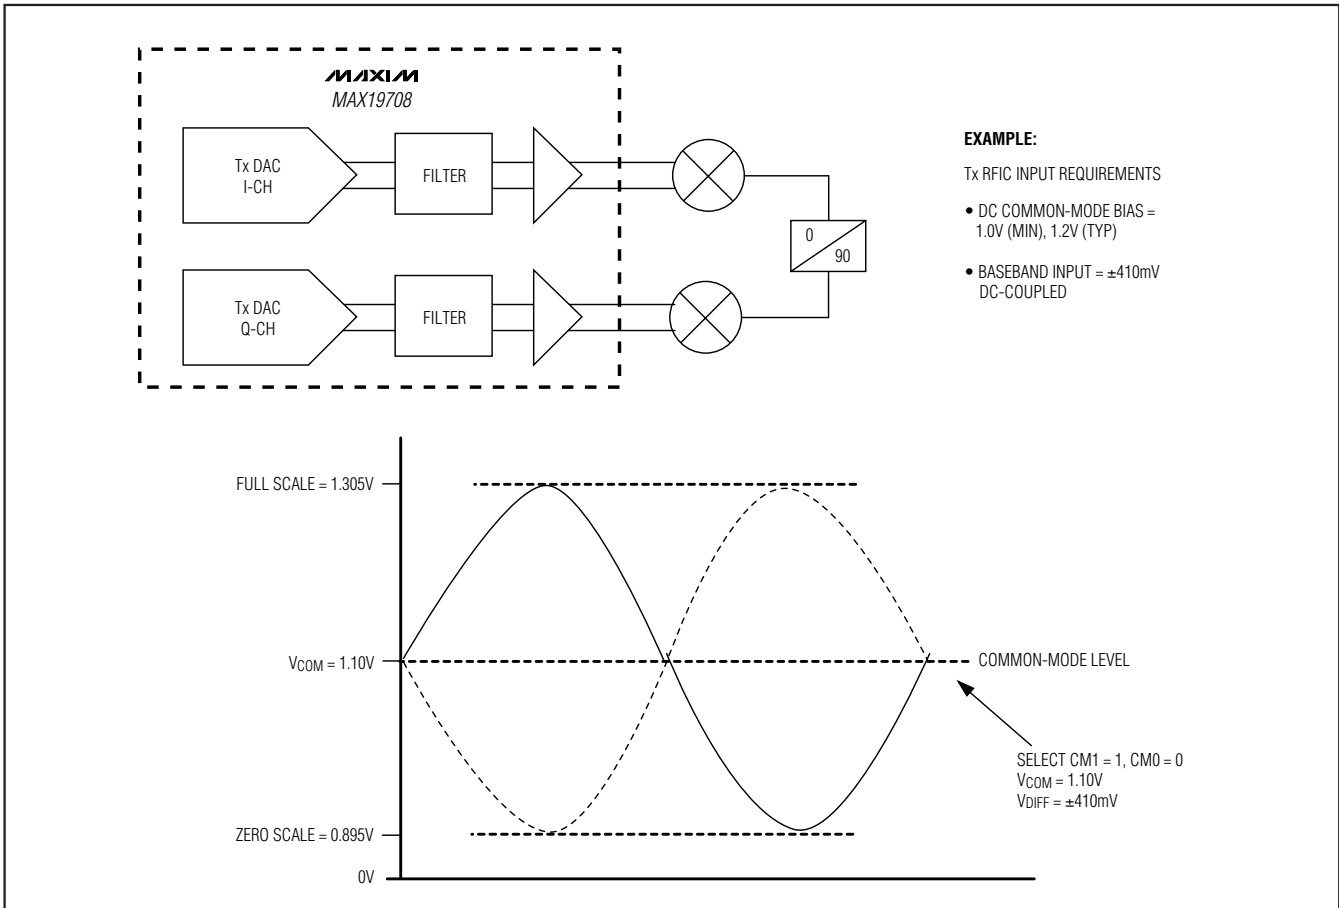 MAXIM
MAX19708
Tx DAC
I-CH
FILTER
Tx DAC
Q-CH
FILTER
0
90
EXAMPLE:
Tx RFIC INPUT REQUIREMENTS
• DC COMMON-MODE BIAS =
1.0V (MIN), 1.2V (TYP)
• BASEBAND INPUT = ±410mV
DC-COUPLED
FULL SCALE = 1.305V
VCOM = 1.10V
COMMON-MODE LEVEL
SELECT CM1 = 1, CM0 = 0
VCOM = 1.10V
VDIFF = ±410mV
ZERO SCALE = 0.895V
0V